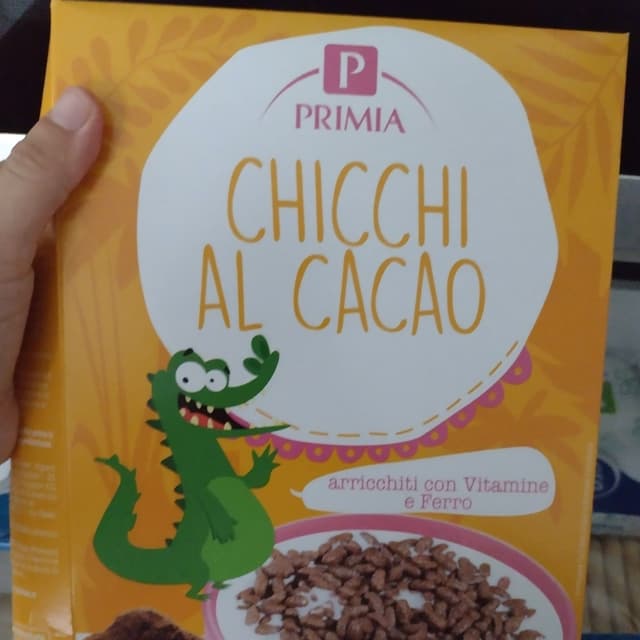 P
PRIMIA
CHICCHI
AL CACAO
arricchiti con Vitamine
e Ferro